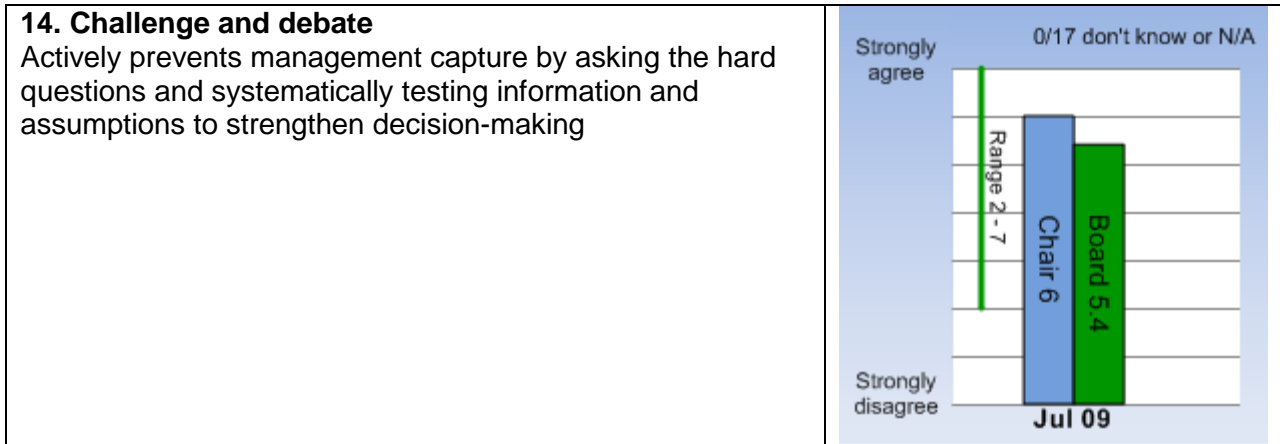 14. Challenge and debate
Actively prevents management capture by asking the hard
questions and systematically testing information and
assumptions to strengthen decision-making
0/17 don't know or N/A
Strongly
agree
Range 2 - 7
Chair 6
Board 5.4
Strongly
disagree
Jul 09